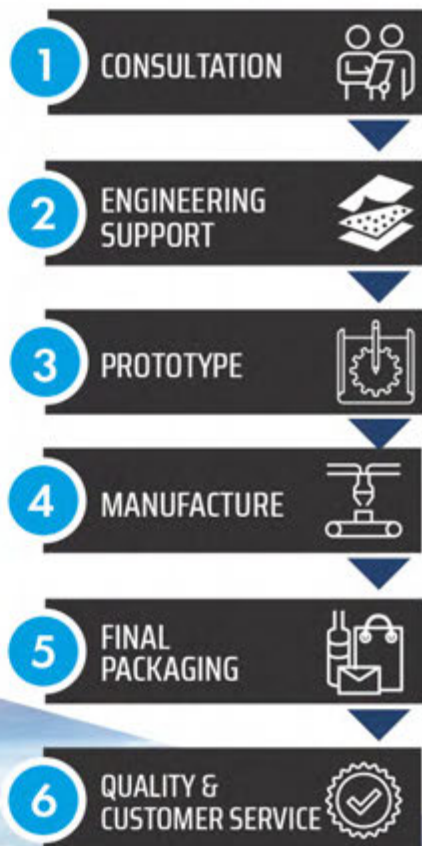 1
CONSULTATION
2
ENGINEERING
SUPPORT
3
PROTOTYPE
4
MANUFACTURE
5
FINAL
PACKAGING
6
QUALITY &
CUSTOMER SERVICE